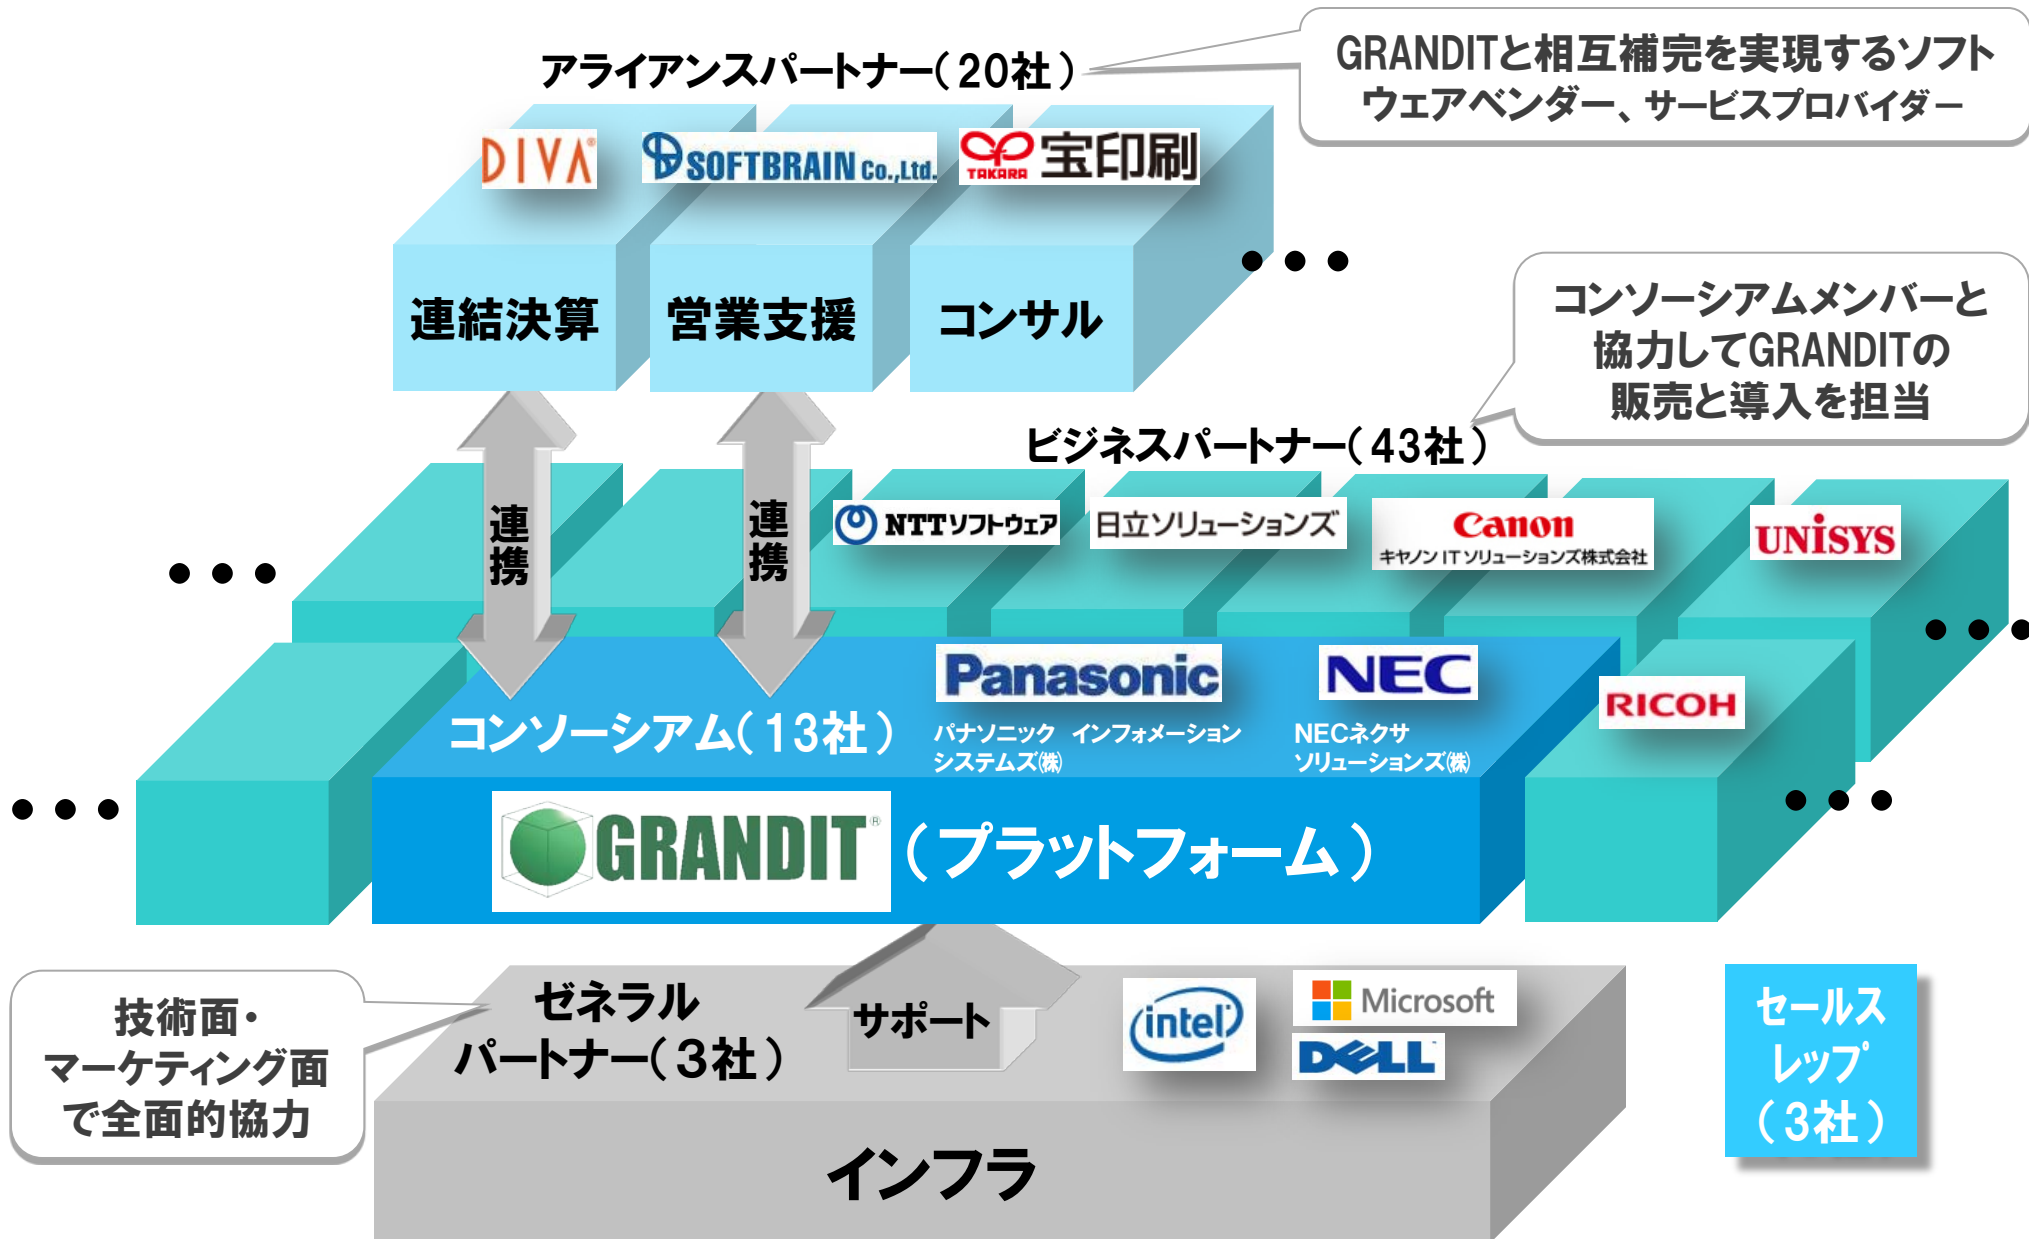 アライアンスパートナー(20社)
GRANDITと相互補完を実現するソフト
ウェアベンダー、サービスプロバイダー
DIVA®
SOFTBRAIN Co.,Ltd.
TAKARA 宝印刷
連結決算
営業支援
コンサル
•••
コンソーシアムメンバーと
協力してGRANDITの
販売と導入を担当
ビジネスパートナー(43社)
連携
連携
NTTソフトウェア
日立ソリューションズ
Canon
キヤノンITソリューションズ株式会社
UNiSYS
•••
•••
Panasonic
NEC
RICOH
コンソーシアム(13社)
パナソニック インフォメーション
システムズ㈱
NECネクサ
ソリューションズ㈱
•••
•••
GRANDIT®
(プラットフォーム)
技術面・
マーケティング面
で全面的協力
ゼネラル
パートナー(3社)
サポート
intel
Microsoft
DELL
インフラ
セールス
レップ
(3社)